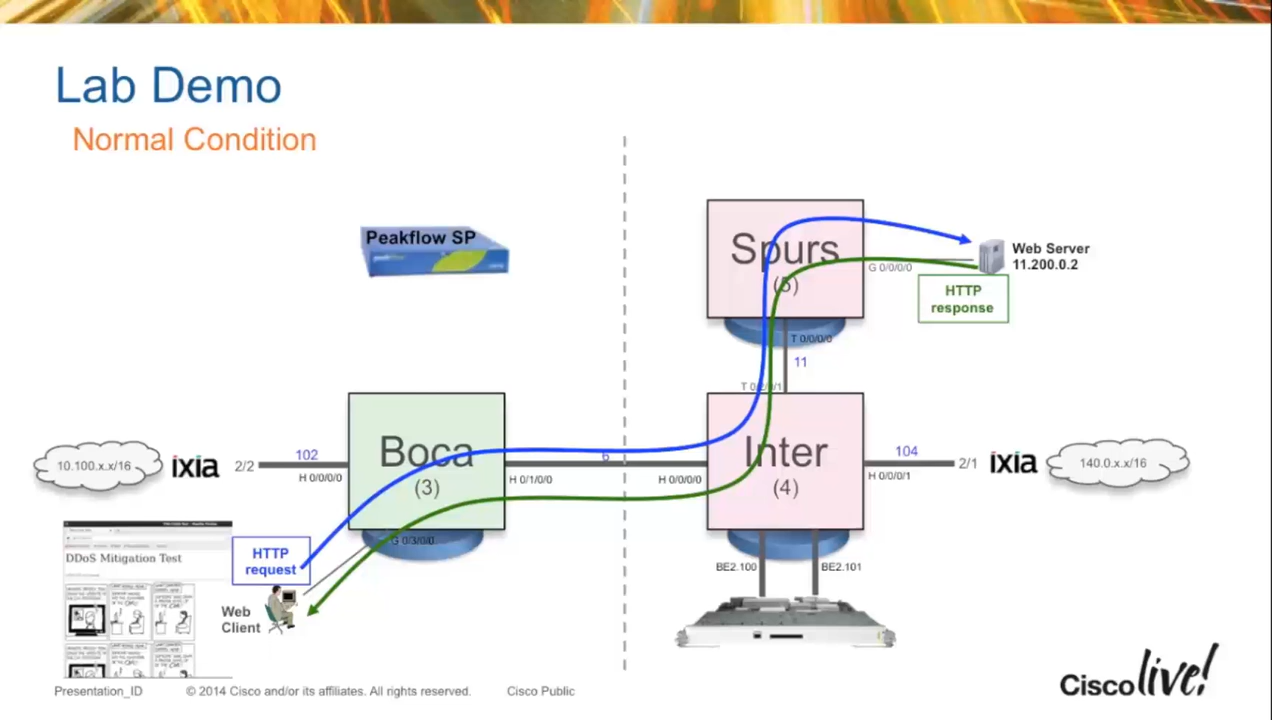 Lab Demo
Normal Condition
Peakflow SP
Spurs
(5)
G 0/0/0/0
Web Server
11.200.0.2
HTTP
response
T 0/0/0/0
11
Boca
(3)
Inter
(4)
10.100.x.x/16
ixia
2/2
102
H 0/0/0/0
6
H 0/1/0/0
H 0/0/0/0
104
H 0/0/0/1
2/1
ixia
140.0.x.x/16
G 0/3/0/0
DDoS Mitigation Test
HTTP
request
Web
Client
BE2.100
BE2.101
Presentation_ID
© 2014 Cisco and/or its affiliates. All rights reserved.
Cisco Public
Cisco live!